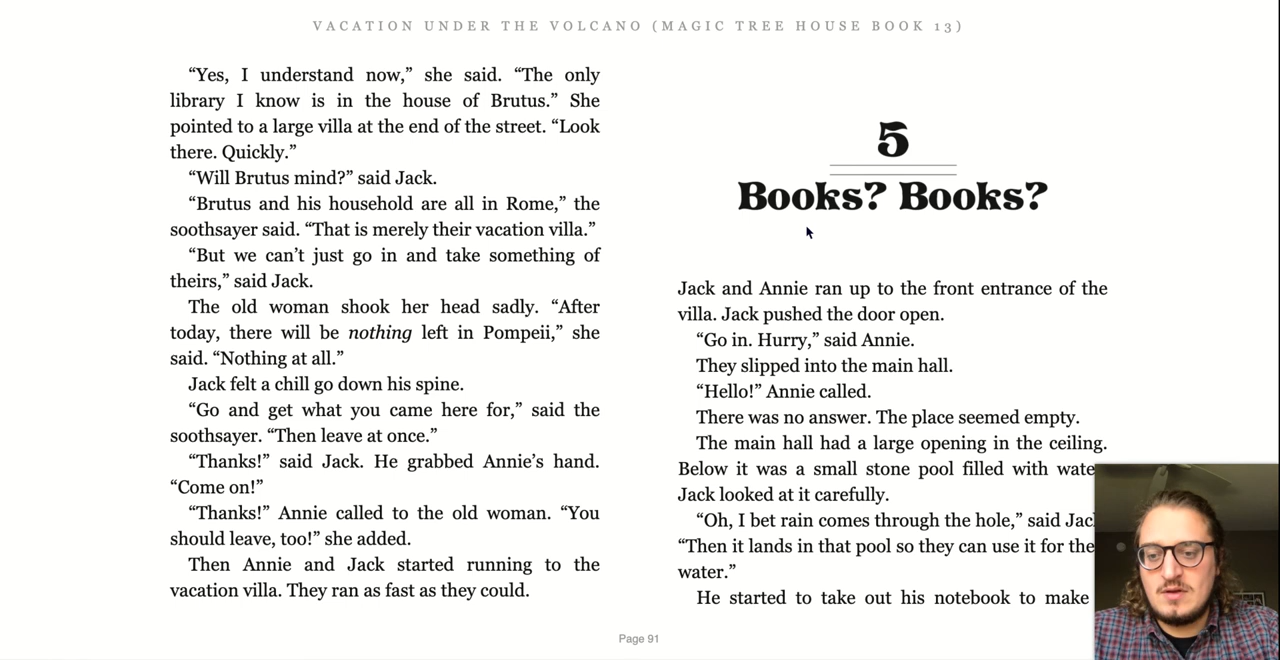 VACATION UNDER THE VOLCANO (MAGIC TREE HOUSE BOOK 13)
“Yes, I understand now,” she said. “The only
library I know is in the house of Brutus.” She
pointed to a large villa at the end of the street. “Look
there. Quickly.”
“Will Brutus mind?” said Jack.
“Brutus and his household are all in Rome,” the
soothsayer said. “That is merely their vacation villa.”
“But we can’t just go in and take something of
theirs,” said Jack.
The old woman shook her head sadly. “After
today, there will be nothing left in Pompeii,” she
said. “Nothing at all.”
Jack felt a chill go down his spine.
“Go and get what you came here for,” said the
soothsayer. “Then leave at once.”
“Thanks!” said Jack. He grabbed Annie’s hand.
“Come on!”
“Thanks!” Annie called to the old woman. “You
should leave, too!” she added.
Then Annie and Jack started running to the
vacation villa. They ran as fast as they could.
5
Books? Books?
Jack and Annie ran up to the front entrance of the
villa. Jack pushed the door open.
“Go in. Hurry,” said Annie.
They slipped into the main hall.
“Hello!” Annie called.
There was no answer. The place seemed empty.
The main hall had a large opening in the ceiling.
Below it was a small stone pool filled with
Jack looked at it carefully.
“Oh, I bet rain comes through the hole,” said
“Then it lands in that pool so they can use it for
water.”
He started to take out his notebook to make
Page 91